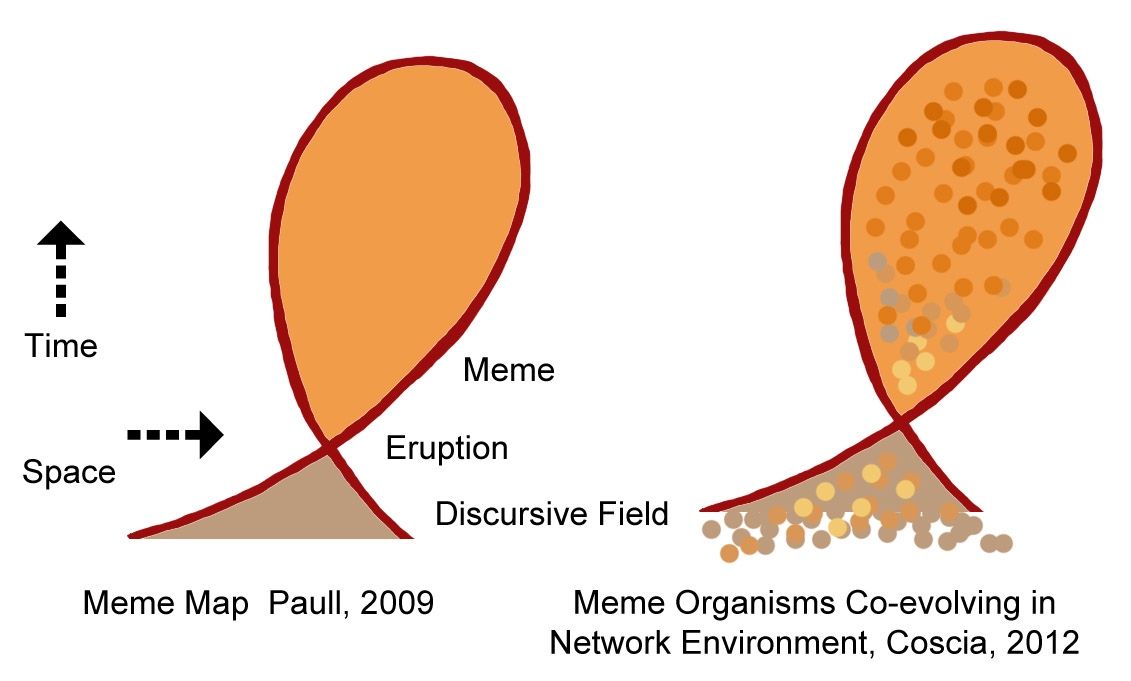 Time
Space
Meme
Eruption
Discursive Field
Meme Map Paull, 2009
Meme Organisms Co-evolving in
Network Environment, Coscia, 2012